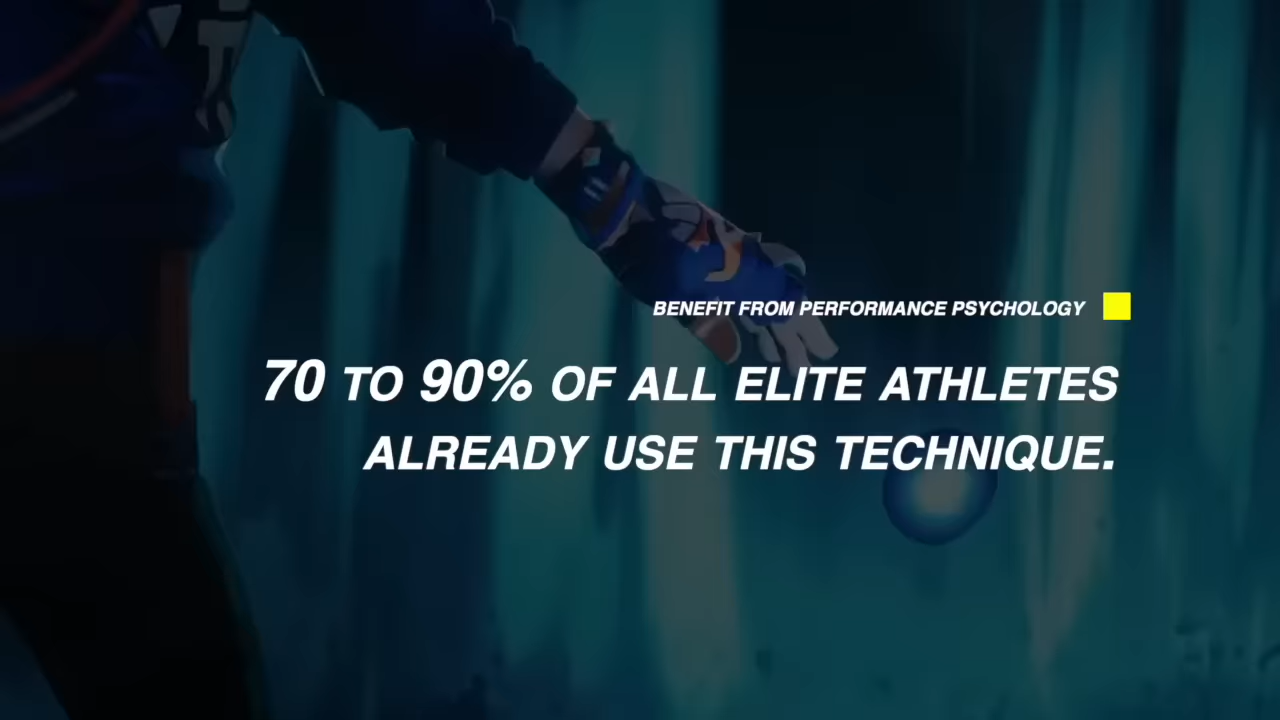 BENEFIT FROM PERFORMANCE PSYCHOLOGY
70 TO 90% OF ALL ELITE ATHLETES
ALREADY USE THIS TECHNIQUE.